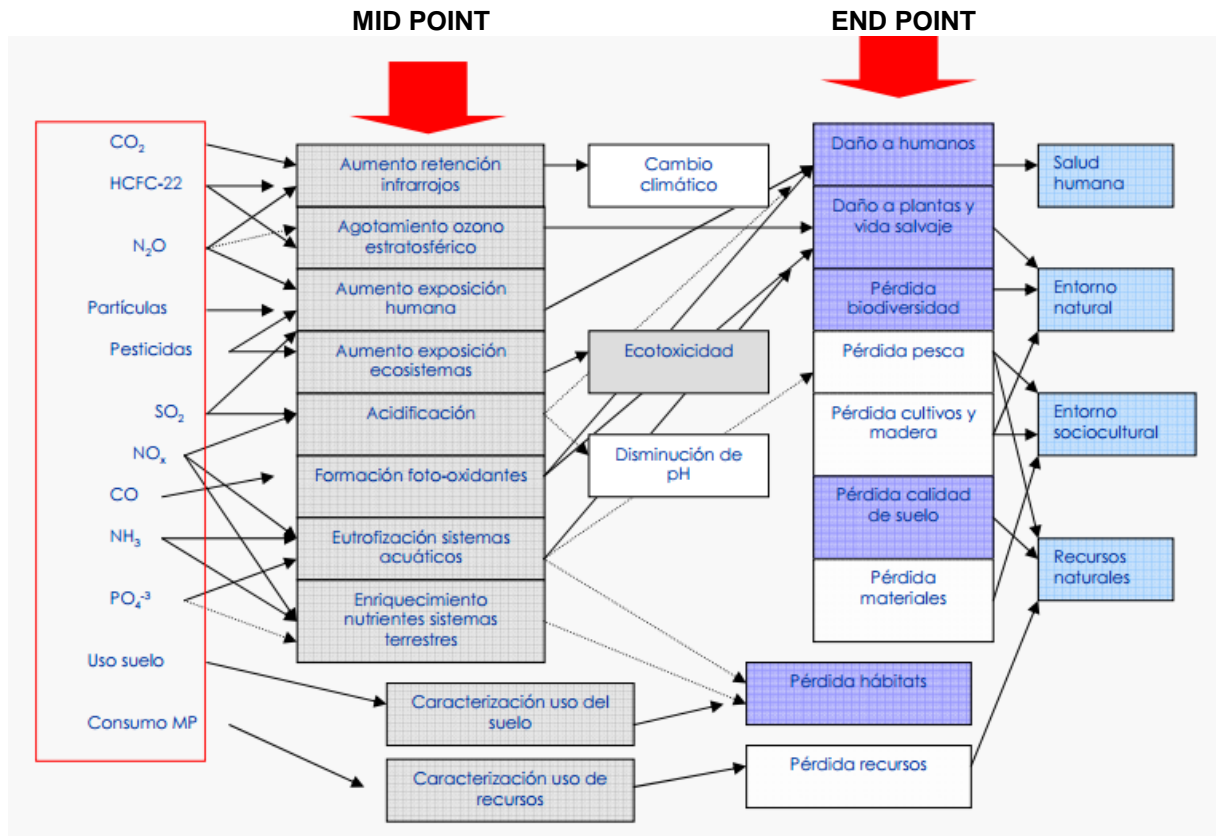 MID POINT
END POINT
CO₂
HCFC-22
N₂O
Partículas
Pesticidas
SO₂
NOₓ
CO
NH₃
PO₄⁻³
Uso suelo
Consumo MP
Aumento retención
infrarrojos
Agotamiento ozono
estratosférico
Aumento exposición
humana
Aumento exposición
ecosistemas
Acidificación
Formación foto-oxidantes
Eutrofización sistemas
acuáticos
Enriquecimiento
nutrientes sistemas
terrestres
Caracterización uso del
suelo
Caracterización uso de
recursos
Cambio
climático
Ecotoxicidad
Disminución de
pH
Daño a humanos
Daño a plantas y
vida salvaje
Pérdida
biodiversidad
Pérdida pesca
Pérdida cultivos y
madera
Pérdida calidad
de suelo
Pérdida
materiales
Pérdida hábitats
Pérdida recursos
Salud
humana
Entorno
natural
Entorno
sociocultural
Recursos
naturales